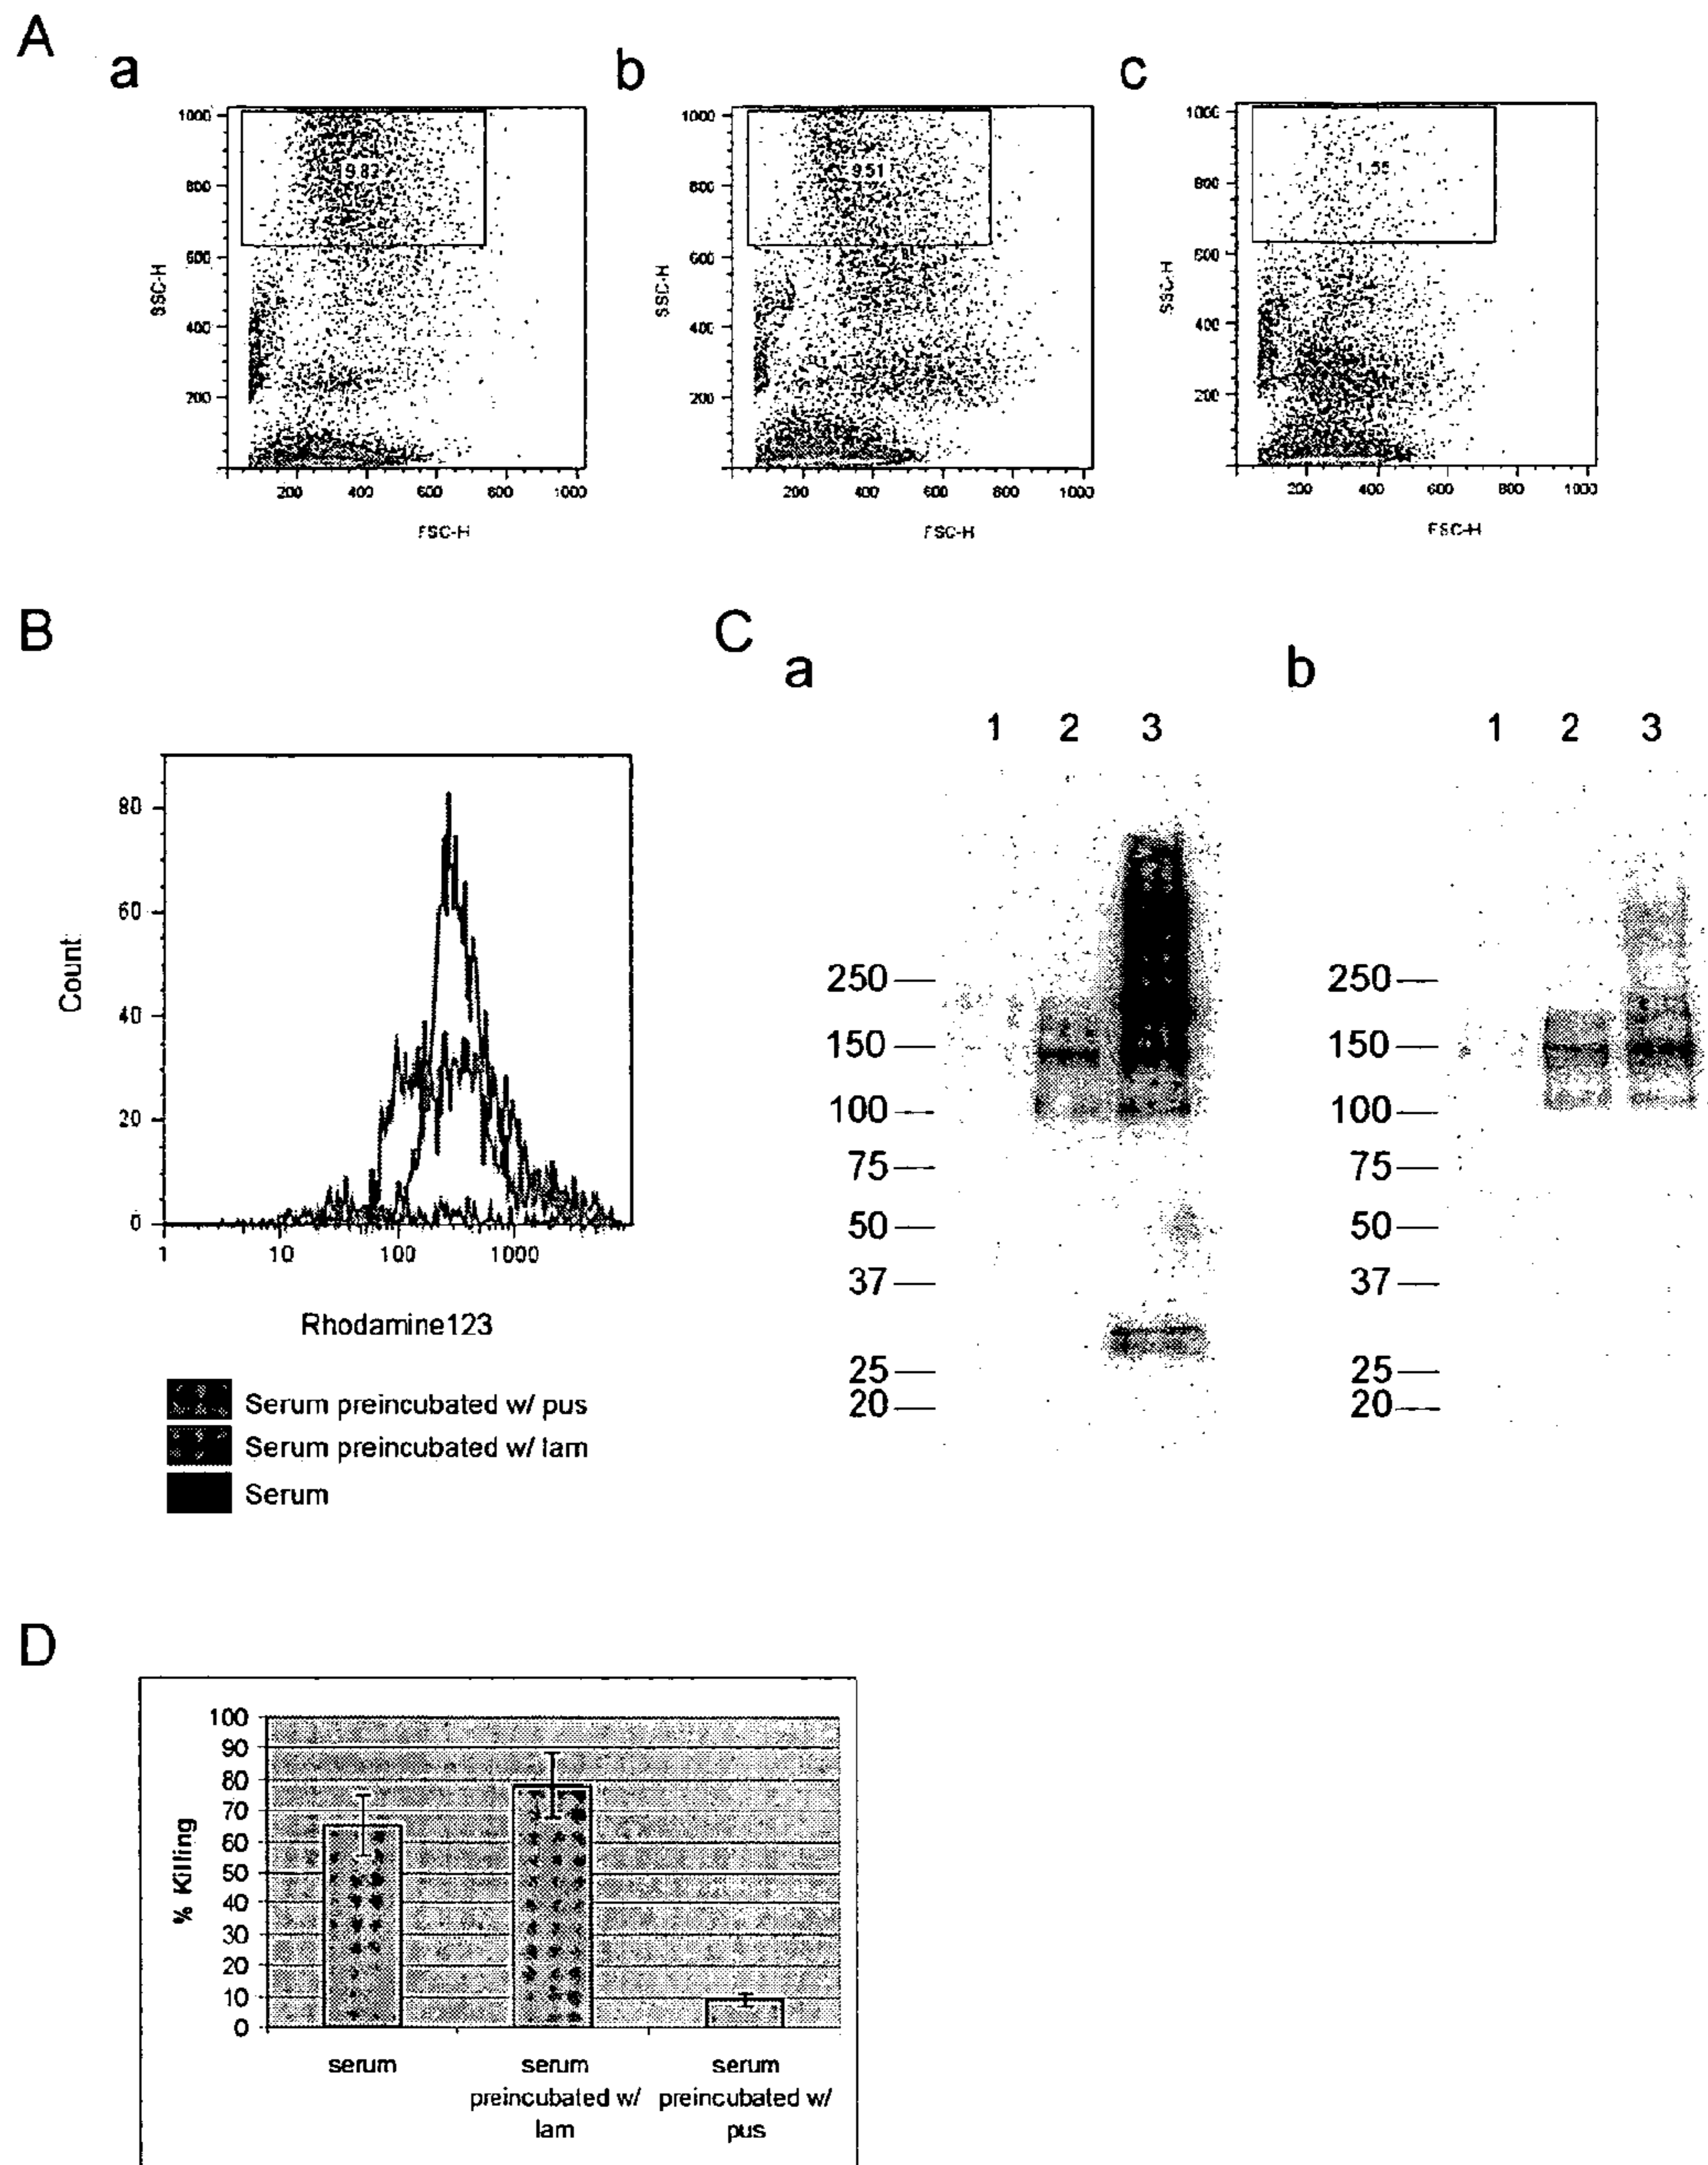 A
a
b
c
1000
800
600
400
200
9.82
SSC-H
200 400 600 800 1000
FSC-H
1000
800
600
400
200
9.51
SSC-H
200 400 600 800 1000
FSC-H
1000
800
600
400
200
1.55
SSC-H
200 400 600 800 1000
FSC-H
B
80
60
40
20
0
Count
1 10 100 1000
Rhodamine123
Serum preincubated w/ pus
Serum preincubated w/ lam
Serum
C
a
1 2 3
250
150
100
75
50
37
25
20
b
1 2 3
250
150
100
75
50
37
25
20
D
100
90
80
70
60
50
40
30
20
10
0
% Killing
serum
serum
preincubated w/
lam
serum
preincubated w/
pus